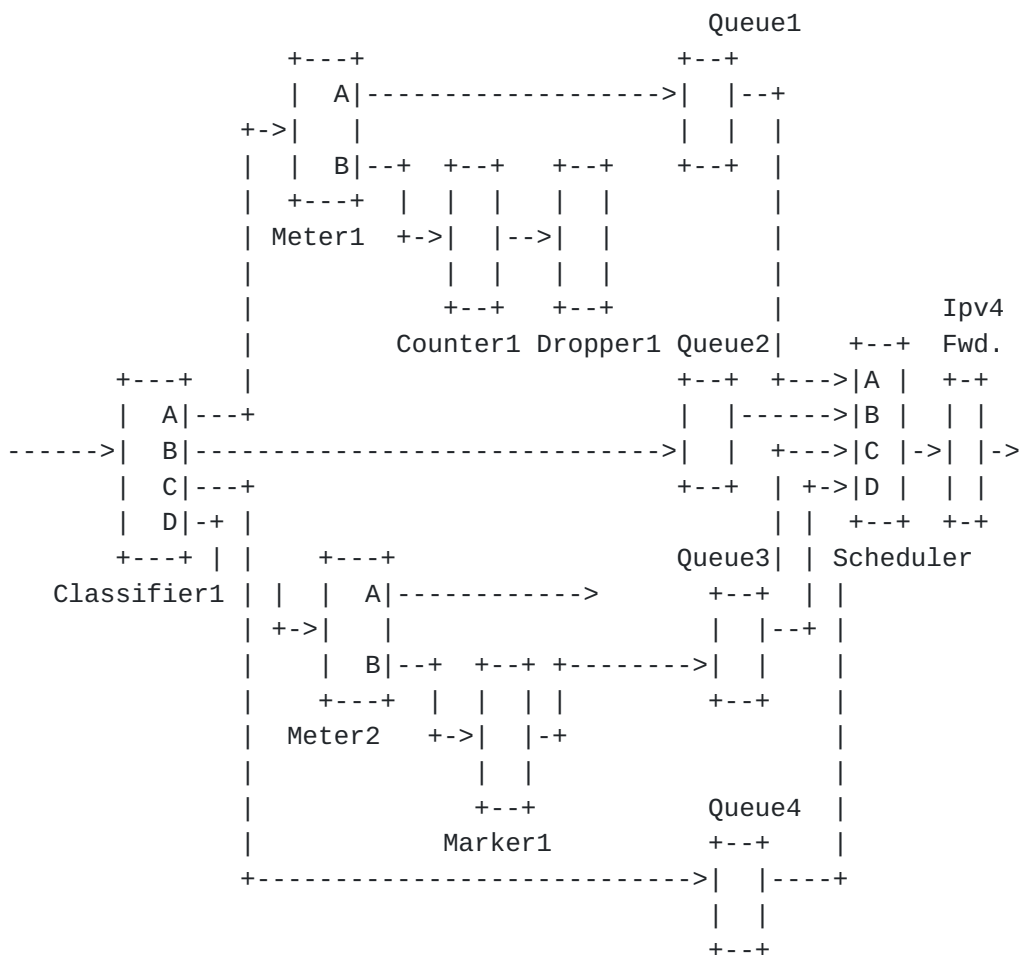 Queue1
A
B
Meter1
Ipv4
Counter1 Dropper1 Queue2 Fwd.
A A
A B
B C
C D
D
Queue3 Scheduler
Classifier1 A
B
Meter2
Queue4
Marker1